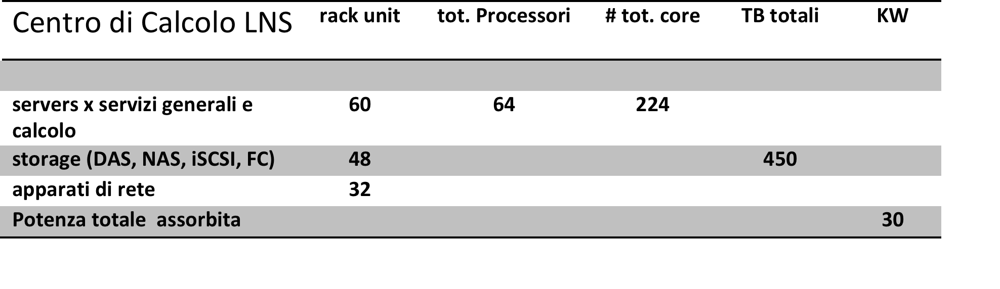 Centro di Calcolo LNS rack unit tot. Processori # tot. core TB totali KW
servers x servizi generali e 60 64 224
calcolo
storage (DAS, NAS, iSCSI, FC) 48 450
apparati di rete 32
Potenza totale assorbita 30